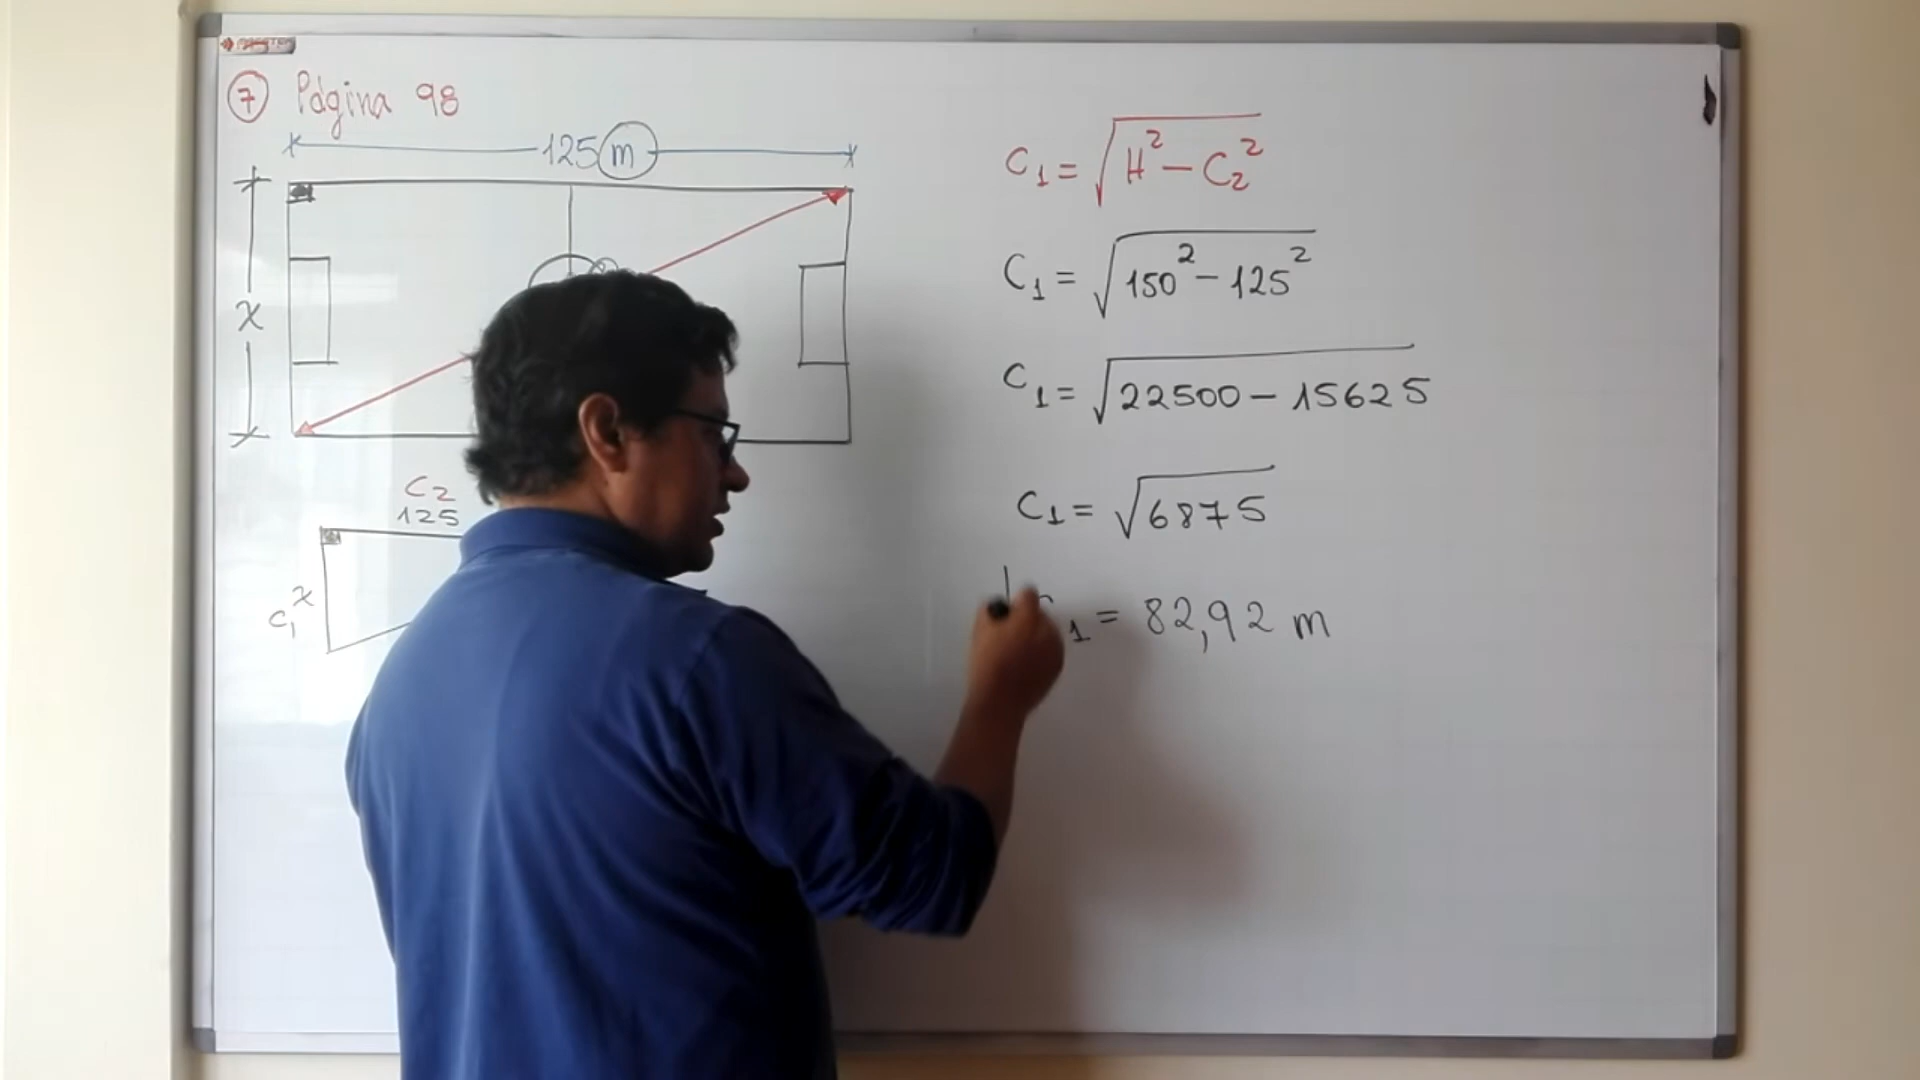 7 Página 98
125 m
x
C2
125
x
C1
C1 = √H² - C2²
C1 = √150² - 125²
C1 = √22500 - 15625
C1 = √6875
1 = 82,92 m